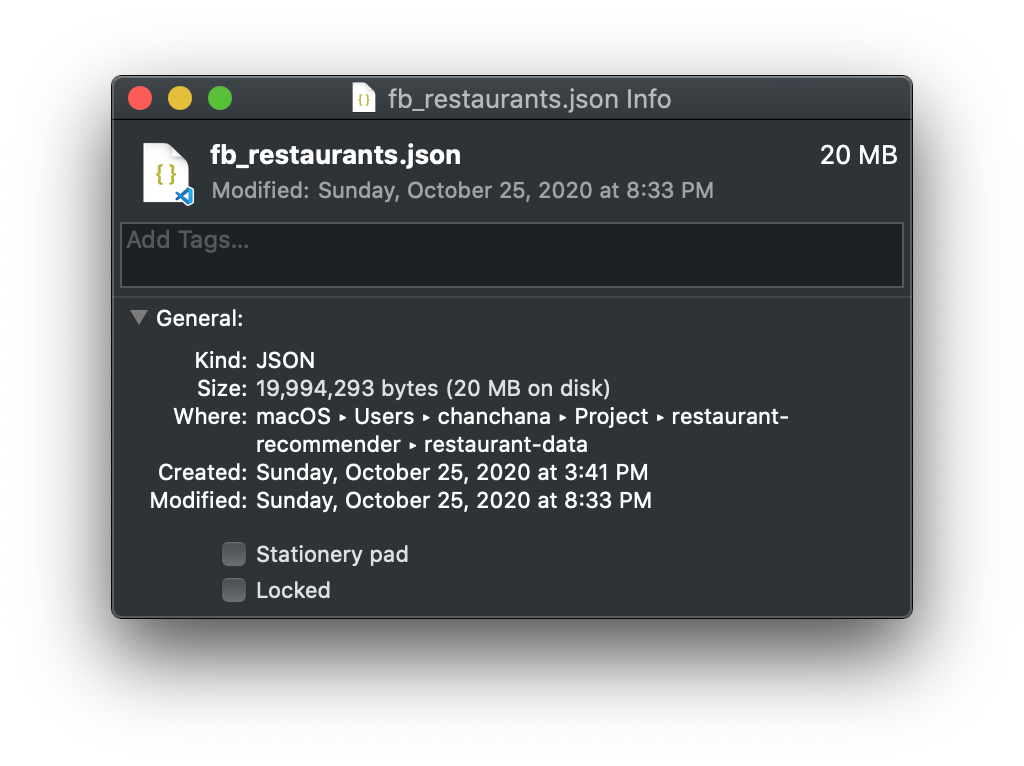 fb_restaurants.json Info
fb_restaurants.json 20 MB
Modified: Sunday, October 25, 2020 at 8:33 PM
Add Tags...
General:
Kind: JSON
Size: 19,994,293 bytes (20 MB on disk)
Where: macOS ▸ Users ▸ chanchana ▸ Project ▸ restaurant-
recommender ▸ restaurant-data
Created: Sunday, October 25, 2020 at 3:41 PM
Modified: Sunday, October 25, 2020 at 8:33 PM
Stationery pad
Locked